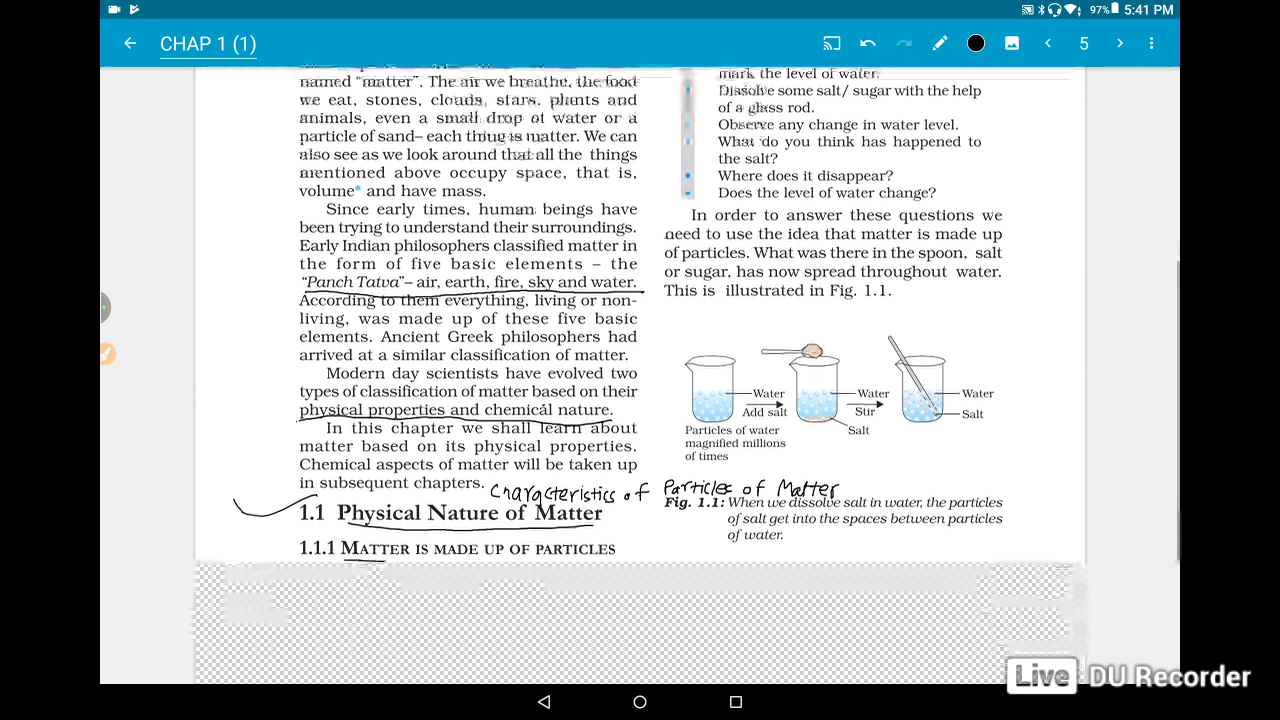 97% 5:41 PM
CHAP 1 (1)
5
named “matter”. The air we breathe, the food
we eat, stones, clouds, stars, plants and
animals, even a small drop of water or a
particle of sand– each thing is matter. We can
also see as we look around that all the things
mentioned above occupy space, that is,
volume* and have mass.
Since early times, human beings have
been trying to understand their surroundings.
Early Indian philosophers classified matter in
the form of five basic elements – the
“Panch Tatva”– air, earth, fire, sky and water.
According to them everything, living or non-
living, was made up of these five basic
elements. Ancient Greek philosophers had
arrived at a similar classification of matter.
Modern day scientists have evolved two
types of classification of matter based on their
physical properties and chemical nature.
In this chapter we shall learn about
matter based on its physical properties.
Chemical aspects of matter will be taken up
in subsequent chapters.
Characteristics of Particles of Matter
1.1 Physical Nature of Matter
1.1.1 MATTER IS MADE UP OF PARTICLES
mark the level of water.
Dissolve some salt/ sugar with the help
of a glass rod.
Observe any change in water level.
What do you think has happened to
the salt?
Where does it disappear?
Does the level of water change?
In order to answer these questions we
need to use the idea that matter is made up
of particles. What was there in the spoon, salt
or sugar, has now spread throughout water.
This is illustrated in Fig. 1.1.
Water Water Water
Add salt Stir Salt
Particles of water Salt
magnified millions
of times
Fig. 1.1: When we dissolve salt in water, the particles
of salt get into the spaces between particles
of water.
Live DU Recorder